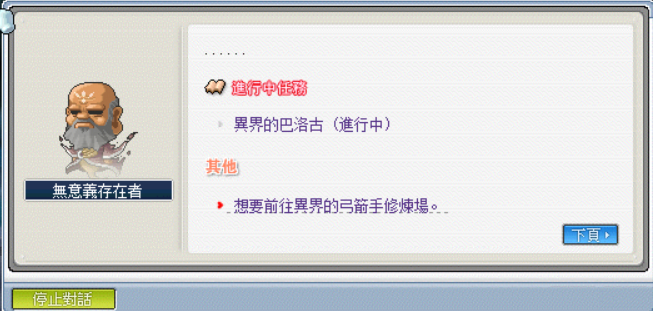 ......
進行中任務
異界的巴洛古（進行中）
其他
想要前往異界的弓箭手修煉場。
無意義存在者
下頁
停止對話